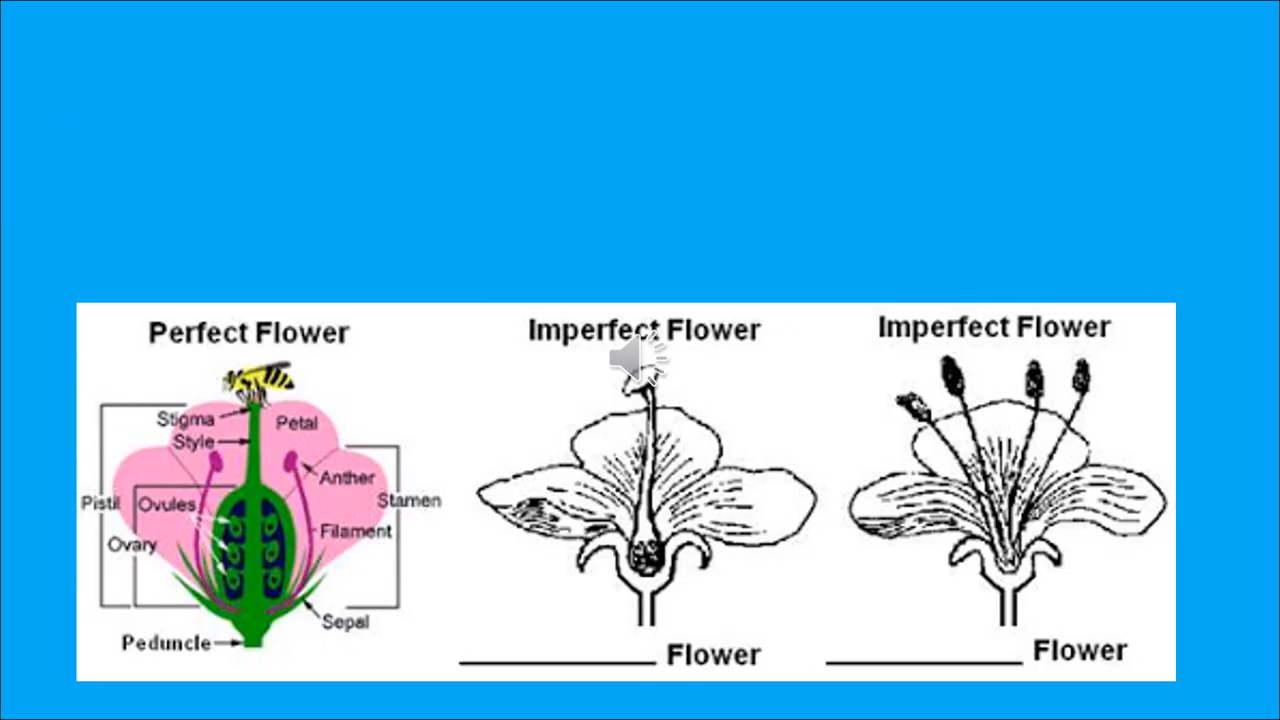 Perfect Flower
Stigma
Petal
Style
Anther
Pistil
Ovules
Stamen
Filament
Ovary
Sepal
Peduncle
Imperfect Flower
Flower
Imperfect Flower
Flower